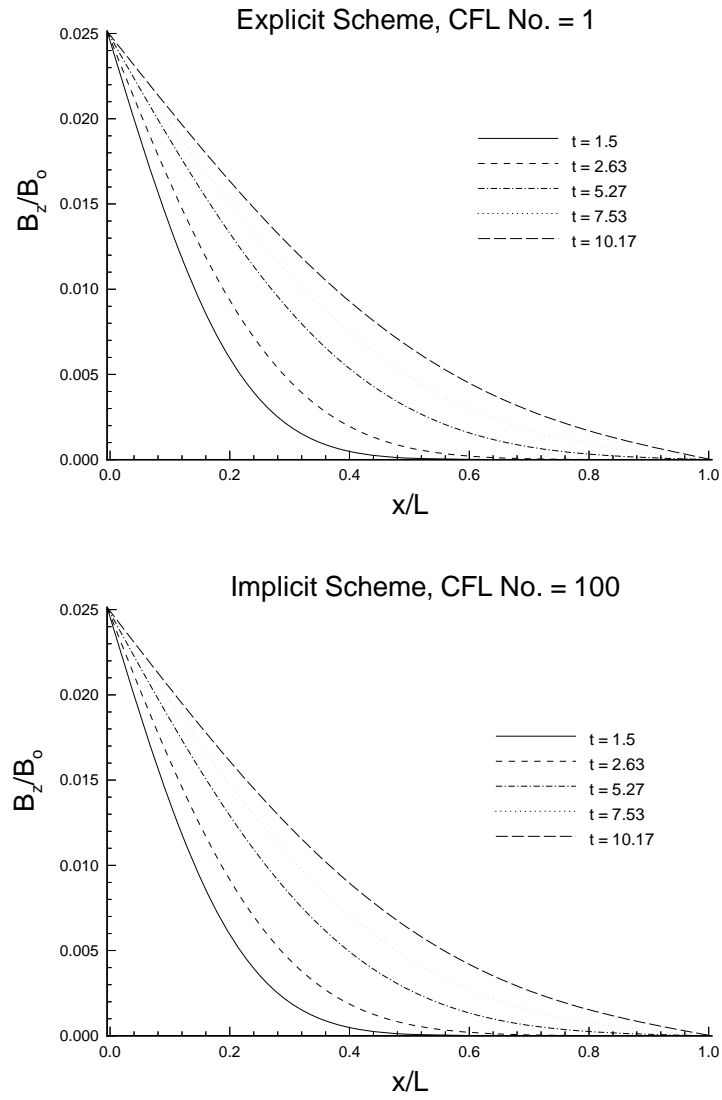 Explicit Scheme, CFL No. = 1
0.025
0.020
0.015
0.010
0.005
0.000
Bz/Bo
t = 1.5
t = 2.63
t = 5.27
t = 7.53
t = 10.17
0.0 0.2 0.4 0.6 0.8 1.0
x/L
Implicit Scheme, CFL No. = 100
0.025
0.020
0.015
0.010
0.005
0.000
Bz/Bo
t = 1.5
t = 2.63
t = 5.27
t = 7.53
t = 10.17
0.0 0.2 0.4 0.6 0.8 1.0
x/L